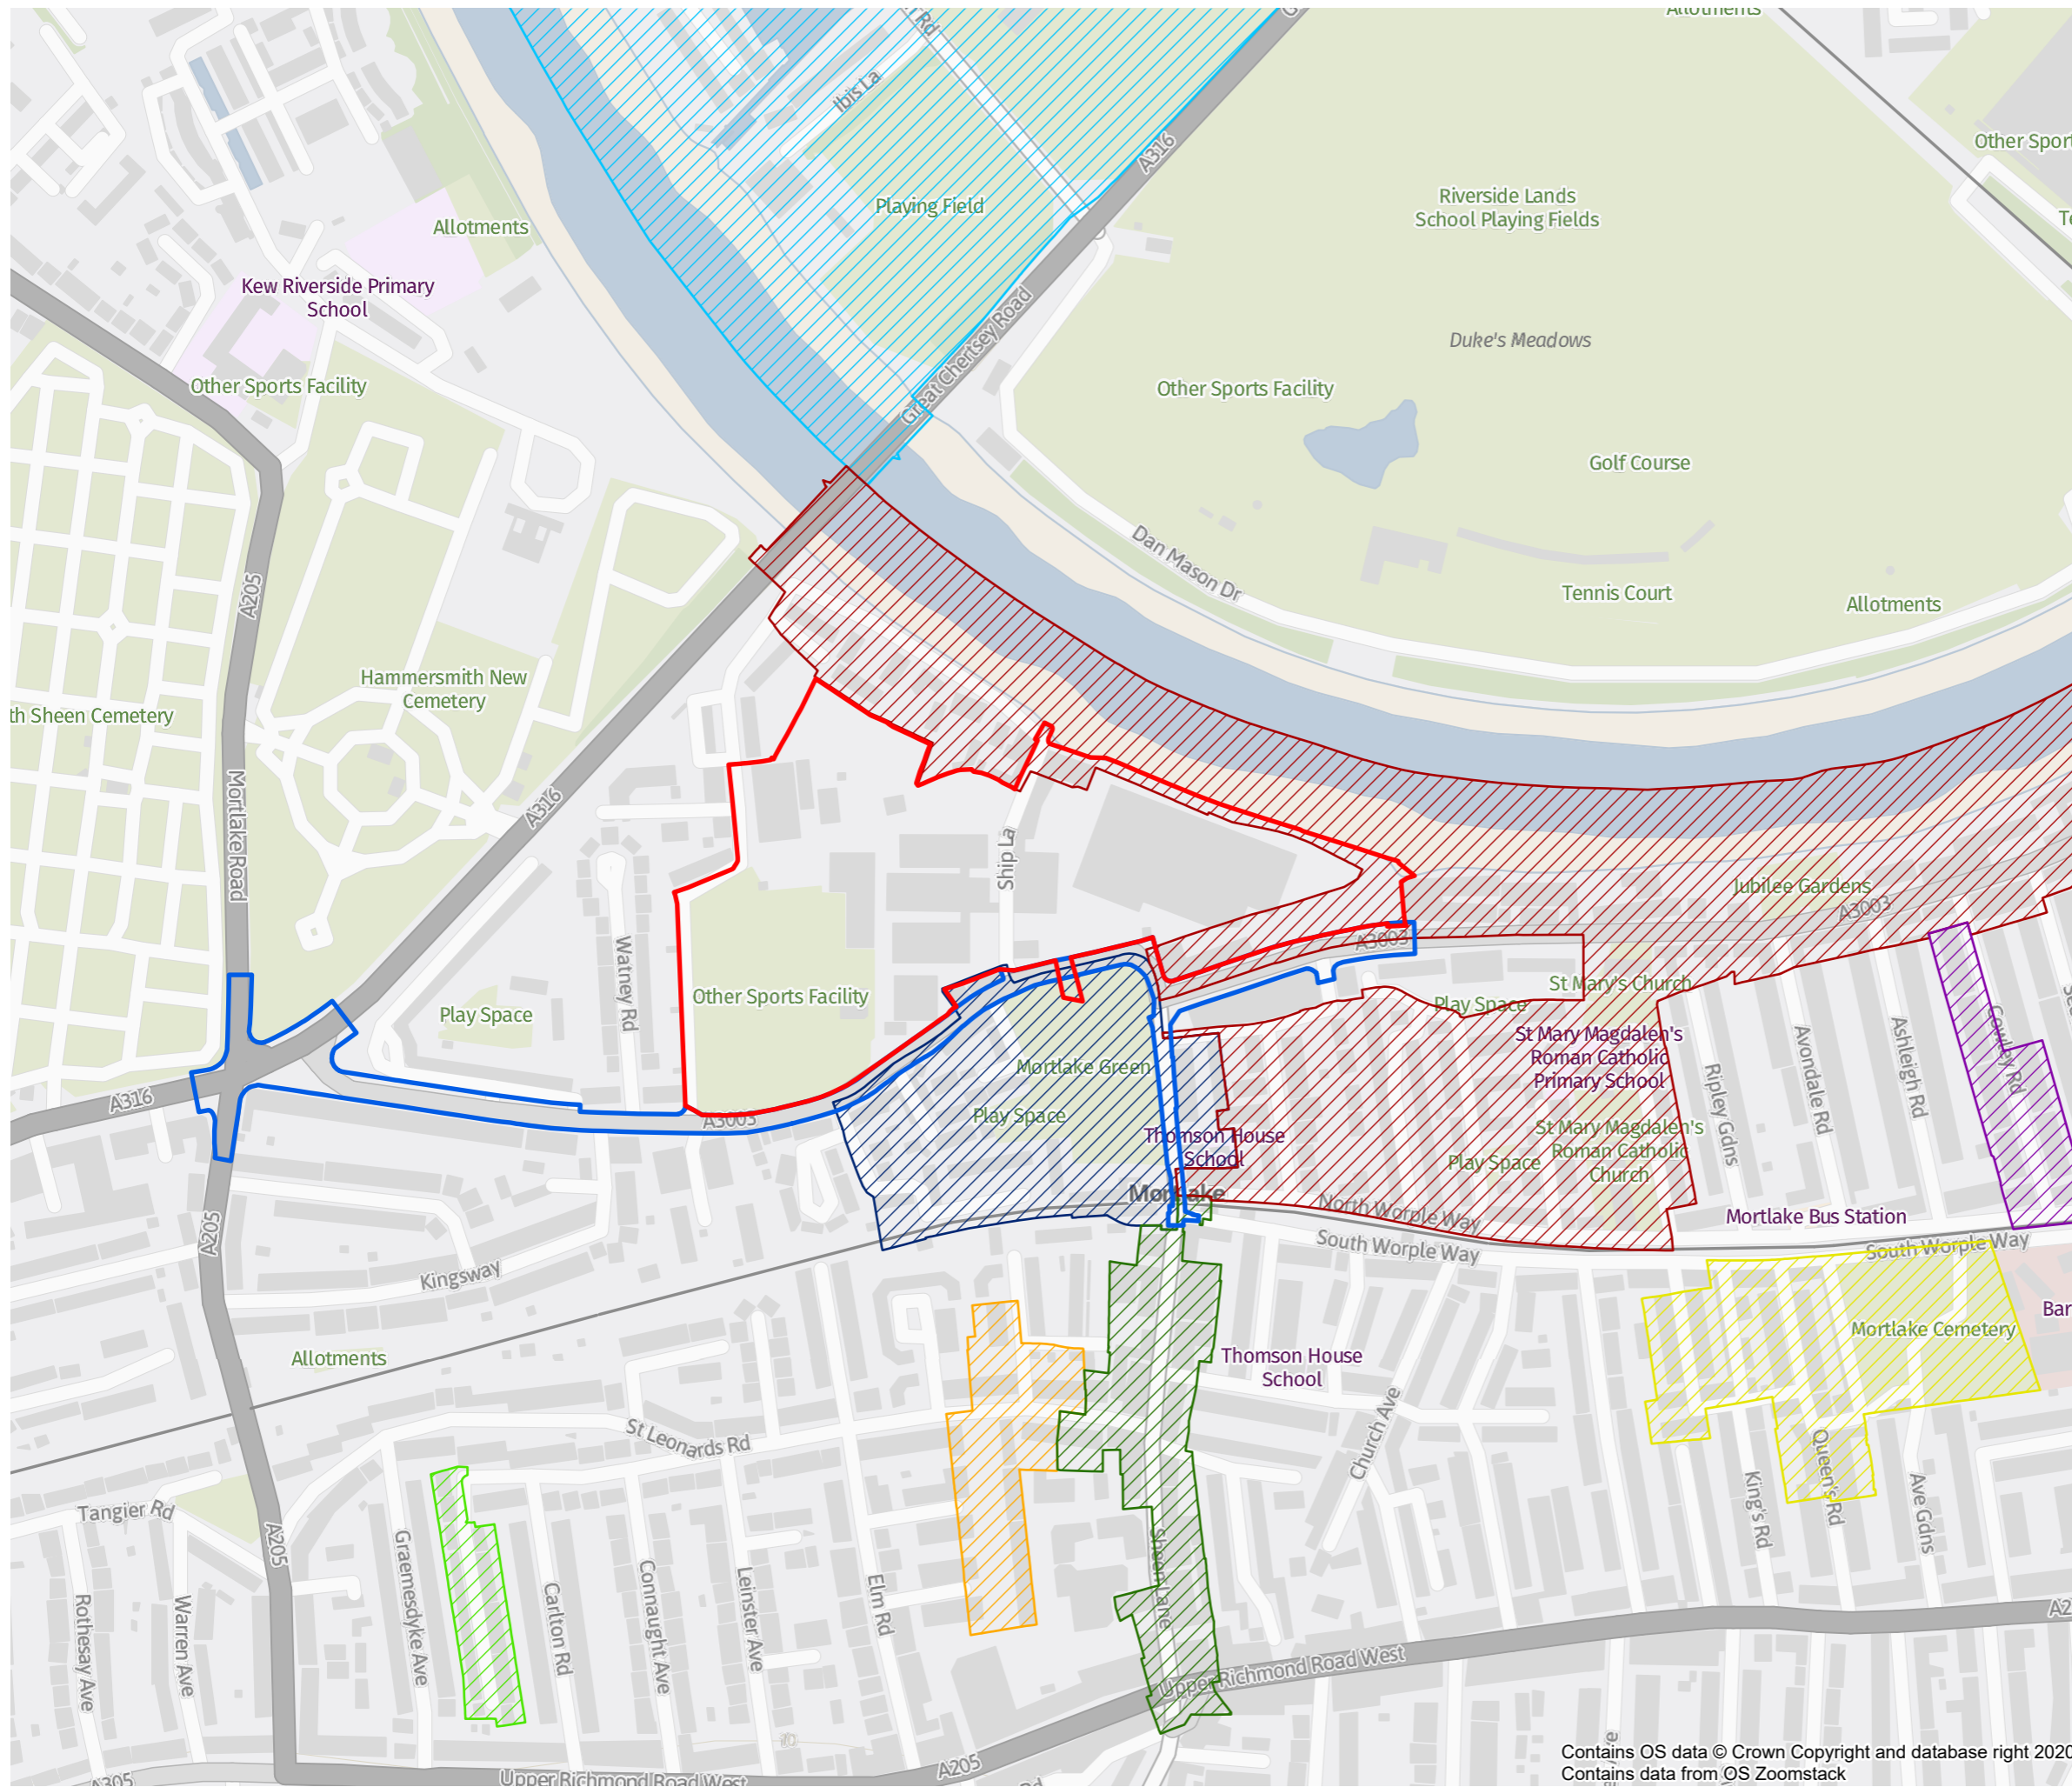 Allotments
Ibis La
A316
Other Sport
Riverside Lands
School Playing Fields
Playing Field
Allotments
Kew Riverside Primary
School
Great Chertsey Road
Duke's Meadows
Other Sports Facility
Other Sports Facility
Golf Course
Dan Mason Dr
A205
Tennis Court
Allotments
Hammersmith New
Cemetery
th Sheen Cemetery
Mortlake Road
A316
Ship La
Jubilee Gardens
A3003
A3003
Watney Rd
Other Sports Facility
St Mary's Church
Play Space
Play Space
Cowley Rd
St Mary Magdalen's
Roman Catholic
Primary School
Mortlake Green
Avondale Rd
Ashleigh Rd
Ripley Gdns
A316
A3003
Play Space
Thomson House
School
St Mary Magdalen's
Roman Catholic
Church
Play Space
Mortlake
North Worple Way
Mortlake Bus Station
A205
South Worple Way
South Worple Way
Kingsway
Bar
Mortlake Cemetery
Allotments
Thomson House
School
Church Ave
St Leonards Rd
Queen's Rd
King's Rd
Ave Gdns
Tangier Rd
A205
Graemesdyke Ave
Sheen Lane
Carlton Rd
Connaught Ave
Leinster Ave
Elm Rd
Rothesay Ave
Warren Ave
A2
Upper Richmond Road West
A205
A305
Upper Richmond Road West
Contains OS data © Crown Copyright and database right 2020
Contains data from OS Zoomstack